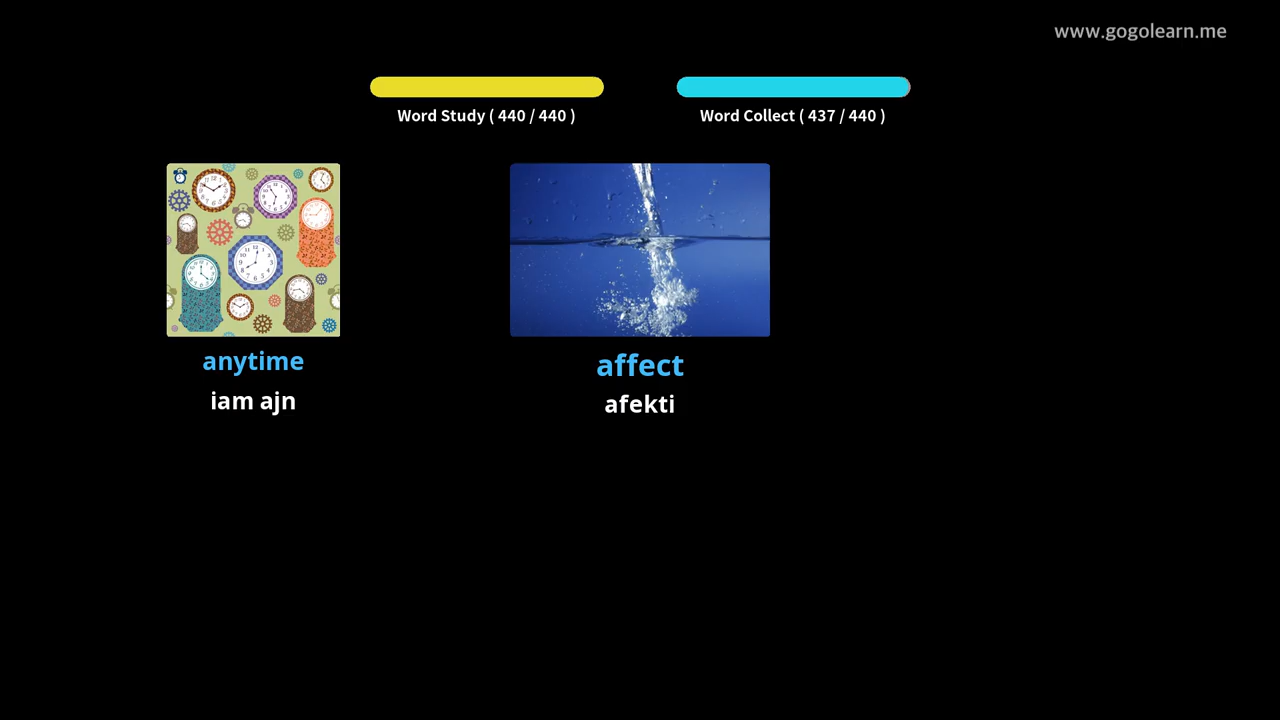 www.gogolearn.me
Word Study ( 440 / 440 )
Word Collect ( 437 / 440 )
anytime
iam ajn
affect
afekti